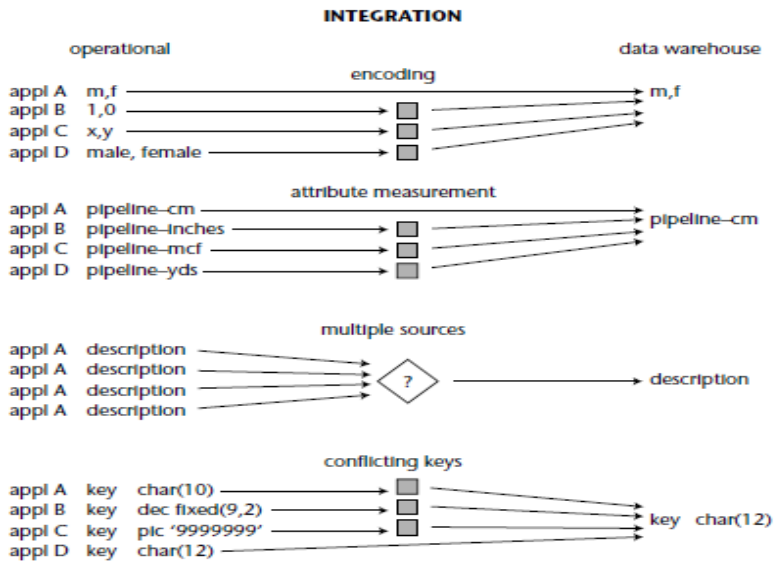 INTEGRATION
operational data warehouse
encoding
appl A m,f m,f
appl B 1,0
appl C x,y
appl D male, female
attribute measurement
appl A pipeline–cm pipeline–cm
appl B pipeline–inches
appl C pipeline–mcf
appl D pipeline–yds
multiple sources
appl A description
appl A description
? description
appl A description
appl A description
conflicting keys
appl A key char(10)
appl B key dec fixed(9,2)
key char(12)
appl C key pic ‘9999999’
appl D key char(12)